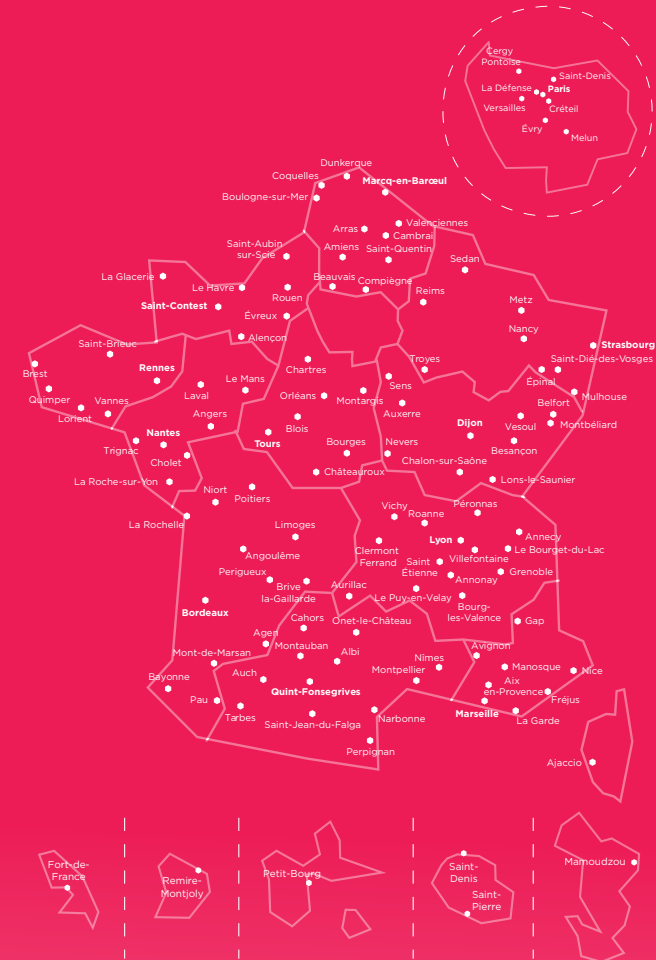 Cergy
Pontoise
Saint-Denis
La Défense
Paris
Versailles
Créteil
Évry
Melun
Dunkerque
Coquelles
Marcq-en-Barœul
Boulogne-sur-Mer
Valenciennes
Arras
Cambrai
Saint-Aubin
sur-Scie
Amiens
Saint-Quentin
Sedan
La Glacerie
Beauvais
Compiègne
Le Havre
Reims
Rouen
Metz
Saint-Contest
Évreux
Nancy
Alençon
Saint-Brieuc
Strasbourg
Chartres
Troyes
Saint-Dié-des-Vosges
Brest
Rennes
Épinal
Le Mans
Sens
Laval
Orléans
Montargis
Mulhouse
Quimper
Vannes
Belfort
Lorient
Angers
Auxerre
Blois
Dijon
Vesoul
Montbéliard
Nantes
Trignac
Tours
Bourges
Nevers
Besançon
Cholet
Chalon-sur-Saône
Châteauroux
La Roche-sur-Yon
Lons-le-Saunier
Niort
Poitiers
Vichy
Péronnas
Roanne
La Rochelle
Limoges
Annecy
Lyon
Clermont
Ferrand
Le Bourget-du-Lac
Angoulême
Saint
Étienne
Villefontaine
Perigueux
Grenoble
Brive
la-Gaillarde
Aurillac
Annonay
Le Puy-en-Velay
Bordeaux
Bourg-
les-Valence
Cahors
Onet-le-Château
Gap
Agen
Montauban
Avignon
Mont-de-Marsan
Albi
Nîmes
Manosque
Bayonne
Auch
Montpellier
Nice
Aix
en-Provence
Quint-Fonsegrives
Pau
Fréjus
Tarbes
Saint-Jean-du-Falga
Narbonne
Marseille
La Garde
Perpignan
Ajaccio
Fort-de-
France
Remire-
Montjoly
Petit-Bourg
Saint-
Denis
Saint-
Pierre
Mamoudzou